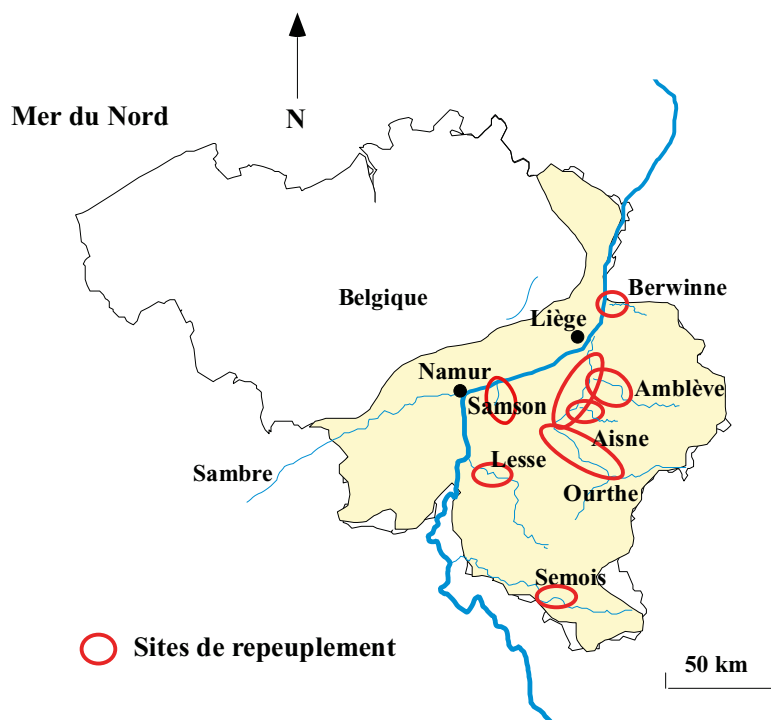 Mer du Nord
N
Belgique
Berwinne
Liège
Namur
Samson
Amblève
Aisne
Sambre
Lesse
Ourthe
Semois
Sites de repeuplement
50 km